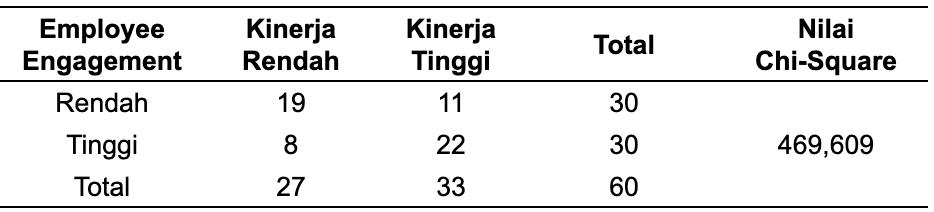 Employee Engagement Kinerja Rendah Kinerja Tinggi Total Nilai Chi-Square
Rendah 19 11 30
Tinggi 8 22 30 469,609
Total 27 33 60